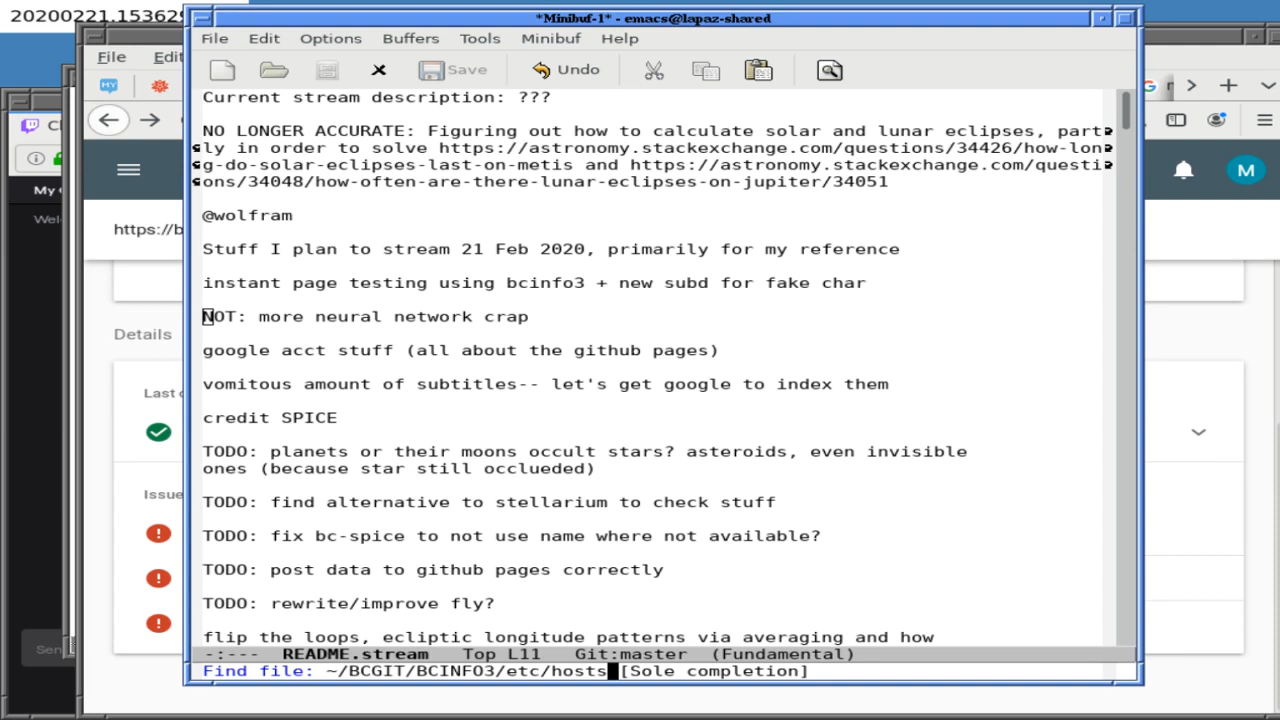 20200221.15362
*Minibuf-1* - emacs@lapaz-shared
File Edit Options Buffers Tools Minibuf Help
Save Undo
Current stream description: ???
NO LONGER ACCURATE: Figuring out how to calculate solar and lunar eclipses, part
ly in order to solve https://astronomy.stackexchange.com/questions/34426/how-lon
g-do-solar-eclipses-last-on-metis and https://astronomy.stackexchange.com/questi
ons/34048/how-often-are-there-lunar-eclipses-on-jupiter/34051
@wolfram
Stuff I plan to stream 21 Feb 2020, primarily for my reference
instant page testing using bcinfo3 + new subd for fake char
NOT: more neural network crap
google acct stuff (all about the github pages)
vomitous amount of subtitles-- let's get google to index them
credit SPICE
TODO: planets or their moons occult stars? asteroids, even invisible
ones (because star still occlueded)
TODO: find alternative to stellarium to check stuff
TODO: fix bc-spice to not use name where not available?
TODO: post data to github pages correctly
TODO: rewrite/improve fly?
flip the loops, ecliptic longitude patterns via averaging and how
-:--- README.stream Top L11 Git:master (Fundamental)
Find file: ~/BCGIT/BCINFO3/etc/hosts [Sole completion]
File Edit
MY
https://b
M
Details
Last
Issue
My
Wel
Sen